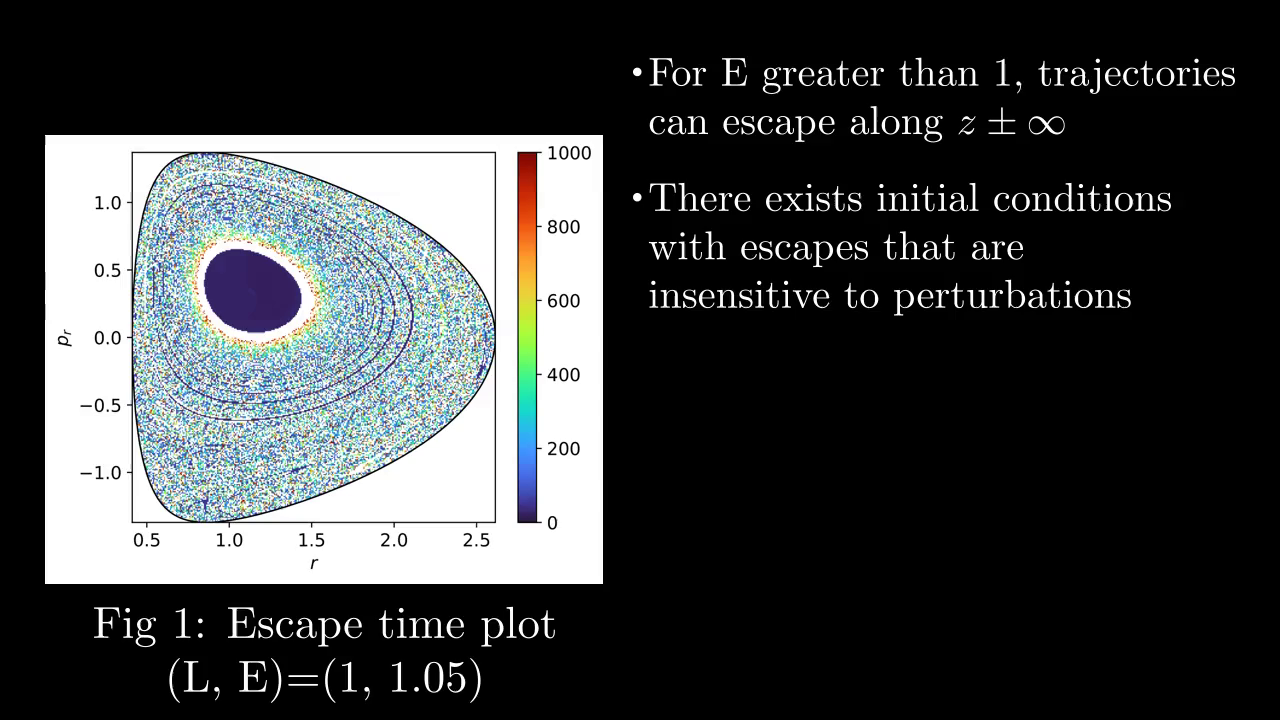 •For E greater than 1, trajectories
can escape along z ± ∞
•There exists initial conditions
with escapes that are
insensitive to perturbations
1.0
0.5
0.0
−0.5
−1.0
p_r
0.5 1.0 1.5 2.0 2.5
r
1000
800
600
400
200
0
Fig 1: Escape time plot
(L, E)=(1, 1.05)